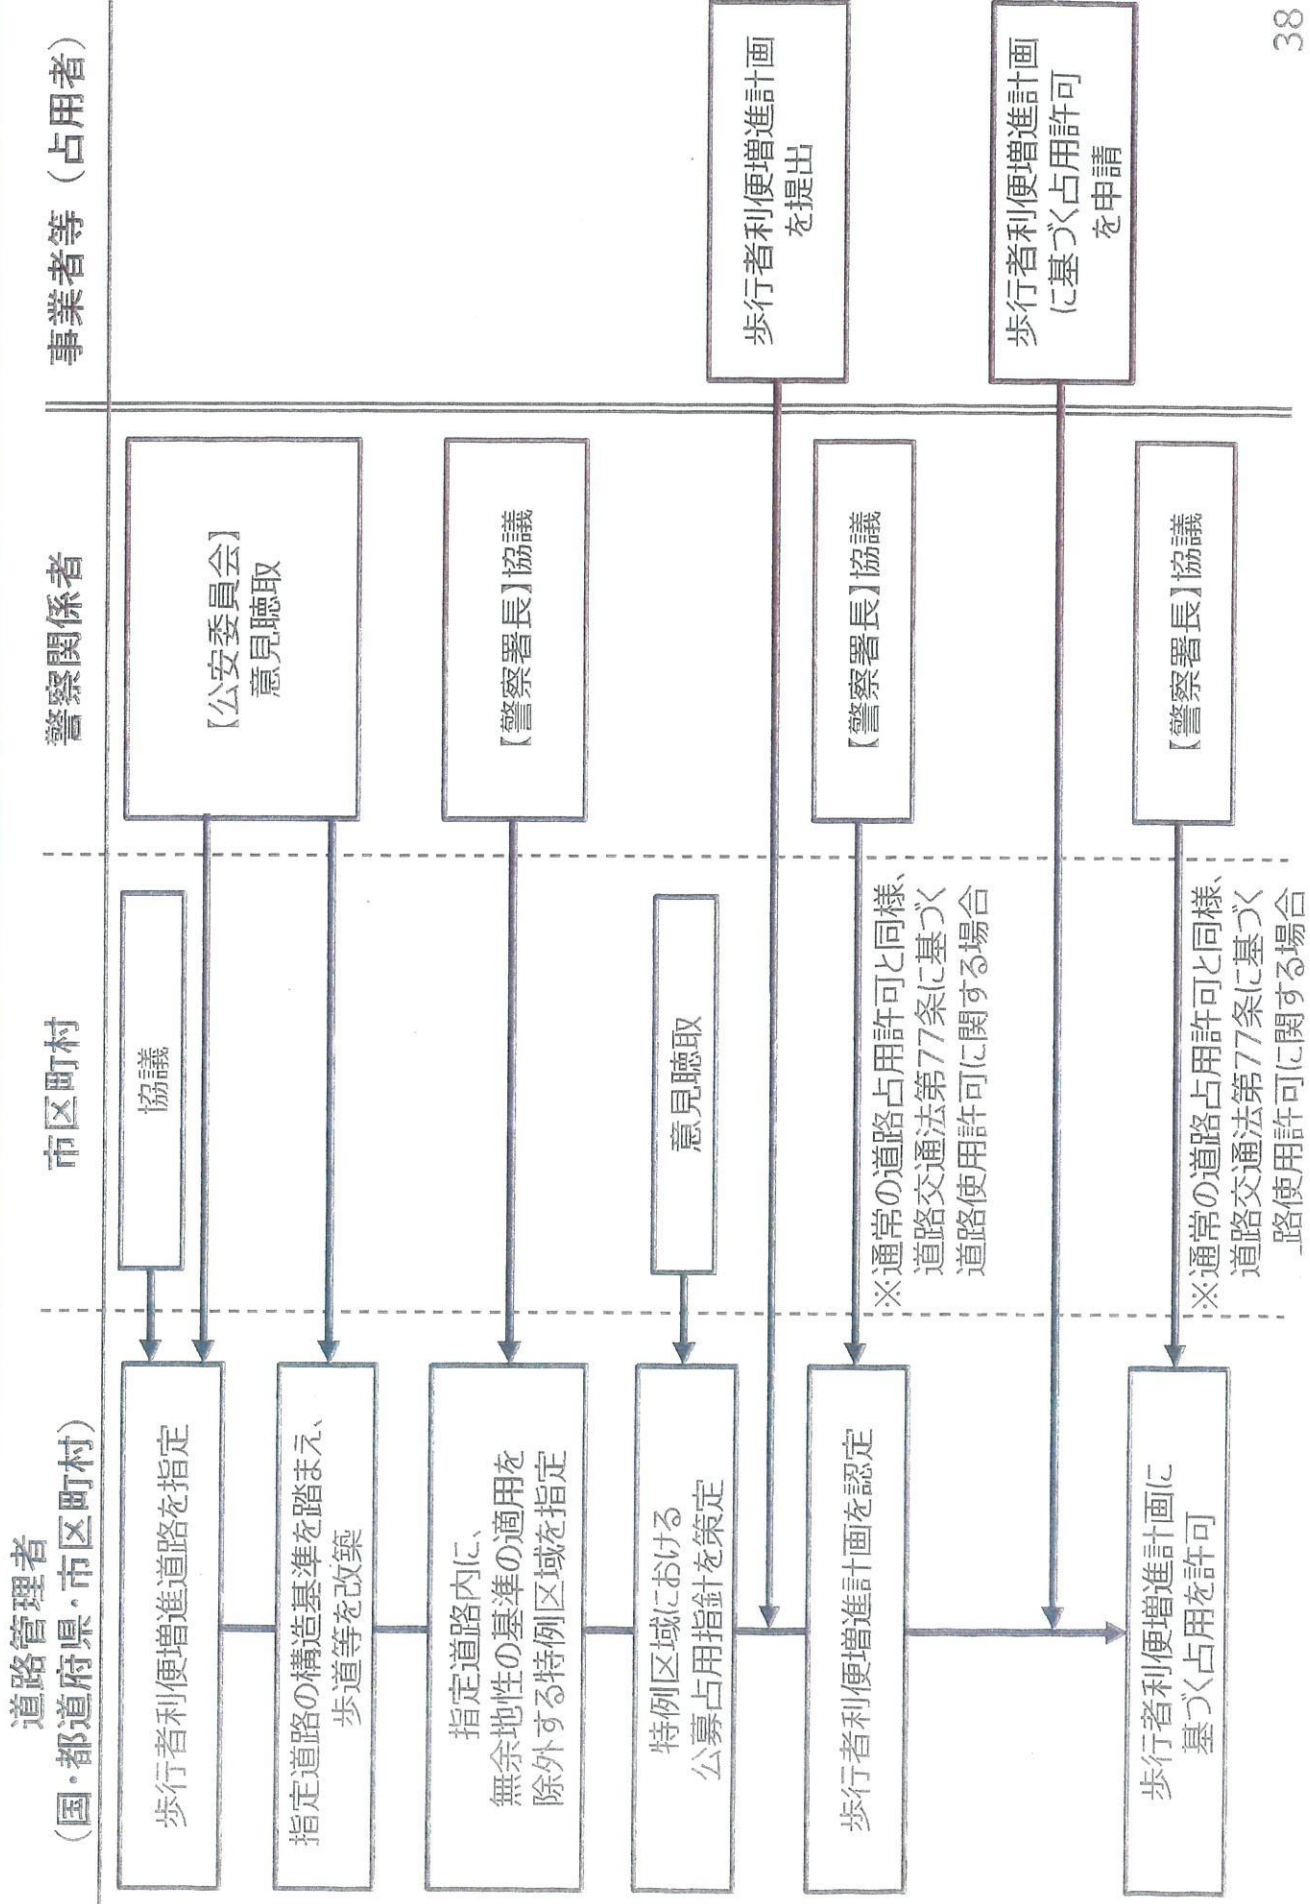 道路管理者
（国・都道府県・市区町村）
市区町村
警察関係者
事業者等（占用者）
歩行者利便増進道路を指定
協議
【公安委員会】
意見聴取
指定道路の構造基準を踏まえ、
歩道等を改築
指定道路内に、
無余地性の基準の適用を
除外する特例区域を指定
【警察署長】協議
特例区域における
公募占用指針を策定
意見聴取
歩行者利便増進計画
を提出
歩行者利便増進計画を認定
【警察署長】協議
※通常の道路占用許可と同様、
道路交通法第77条に基づく
道路使用許可に関する場合
歩行者利便増進計画
に基づく占用許可
を申請
歩行者利便増進計画に
基づく占用を許可
【警察署長】協議
※通常の道路占用許可と同様、
道路交通法第77条に基づく
路使用許可に関する場合
38